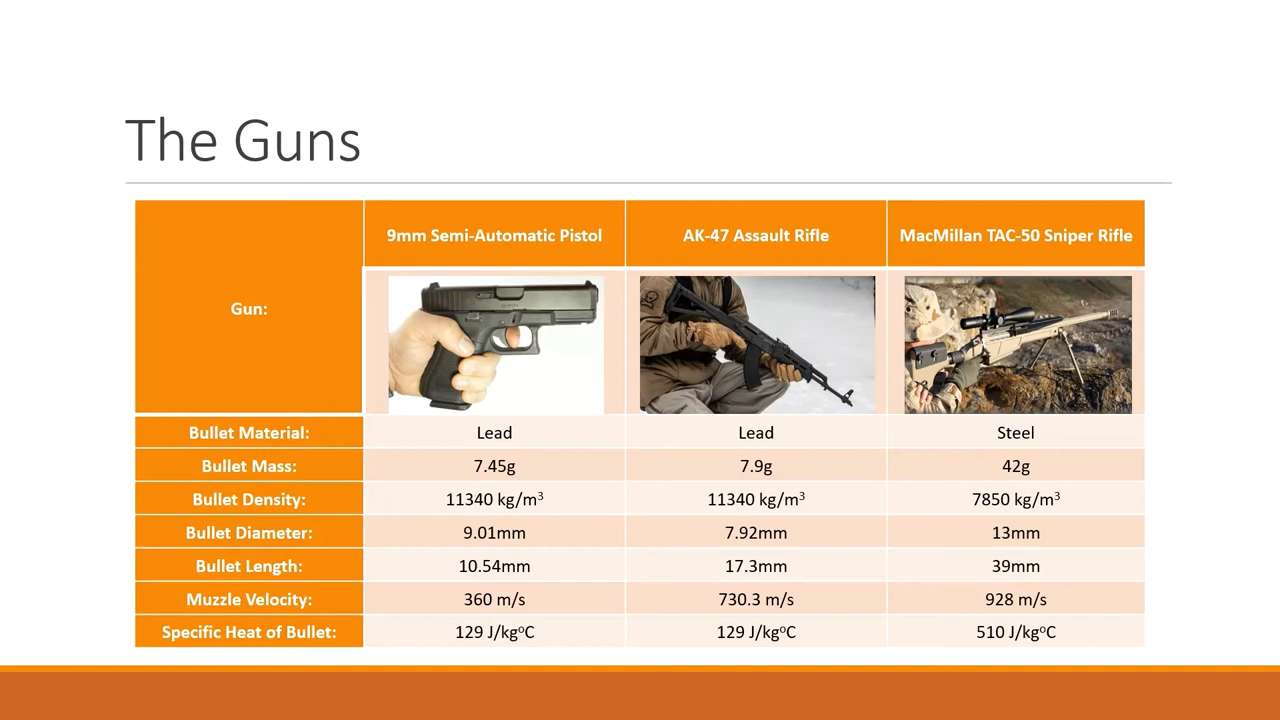 The Guns
Gun:
9mm Semi-Automatic Pistol
AK-47 Assault Rifle
MacMillan TAC-50 Sniper Rifle
Bullet Material: Lead Lead Steel
Bullet Mass: 7.45g 7.9g 42g
Bullet Density: 11340 kg/m³ 11340 kg/m³ 7850 kg/m³
Bullet Diameter: 9.01mm 7.92mm 13mm
Bullet Length: 10.54mm 17.3mm 39mm
Muzzle Velocity: 360 m/s 730.3 m/s 928 m/s
Specific Heat of Bullet: 129 J/kgºC 129 J/kgºC 510 J/kgºC